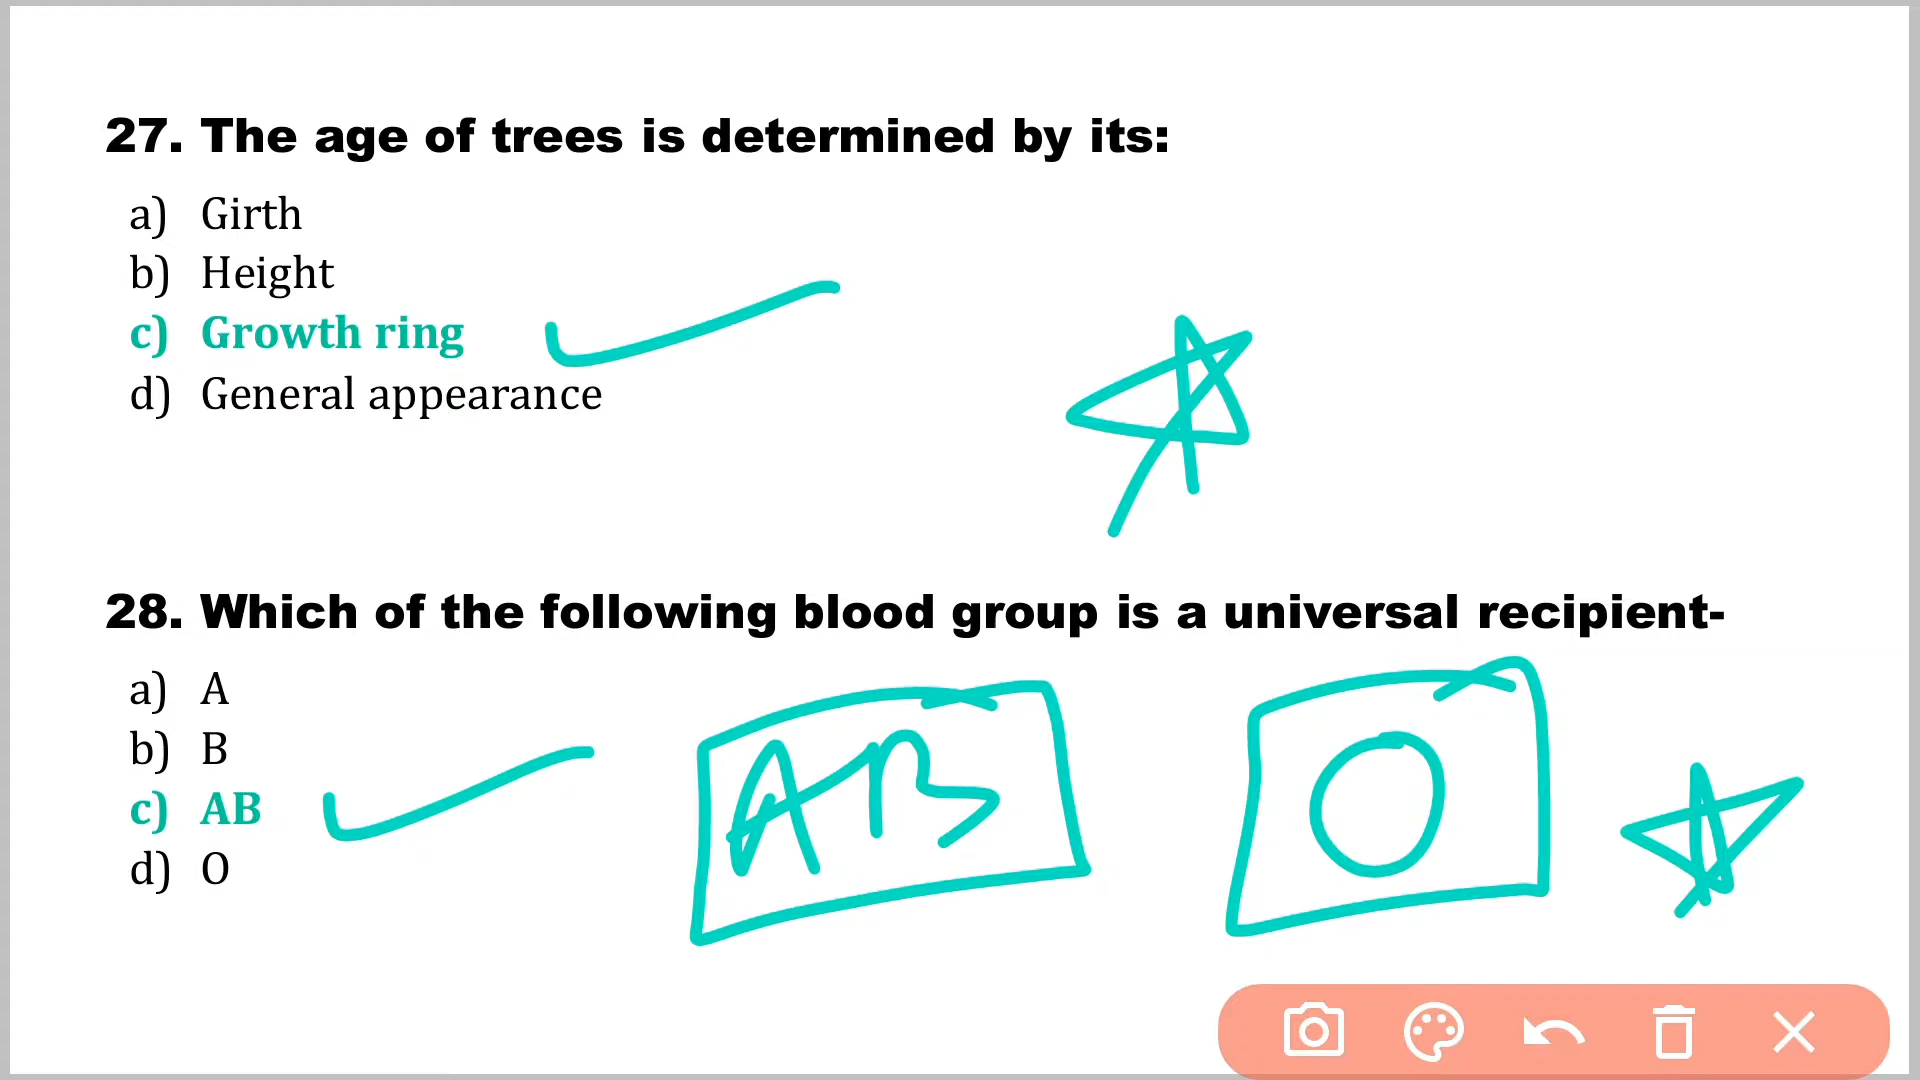 27. The age of trees is determined by its:
a) Girth
b) Height
c) Growth ring
d) General appearance
28. Which of the following blood group is a universal recipient-
a) A
b) B
c) AB
d) O
AB
O